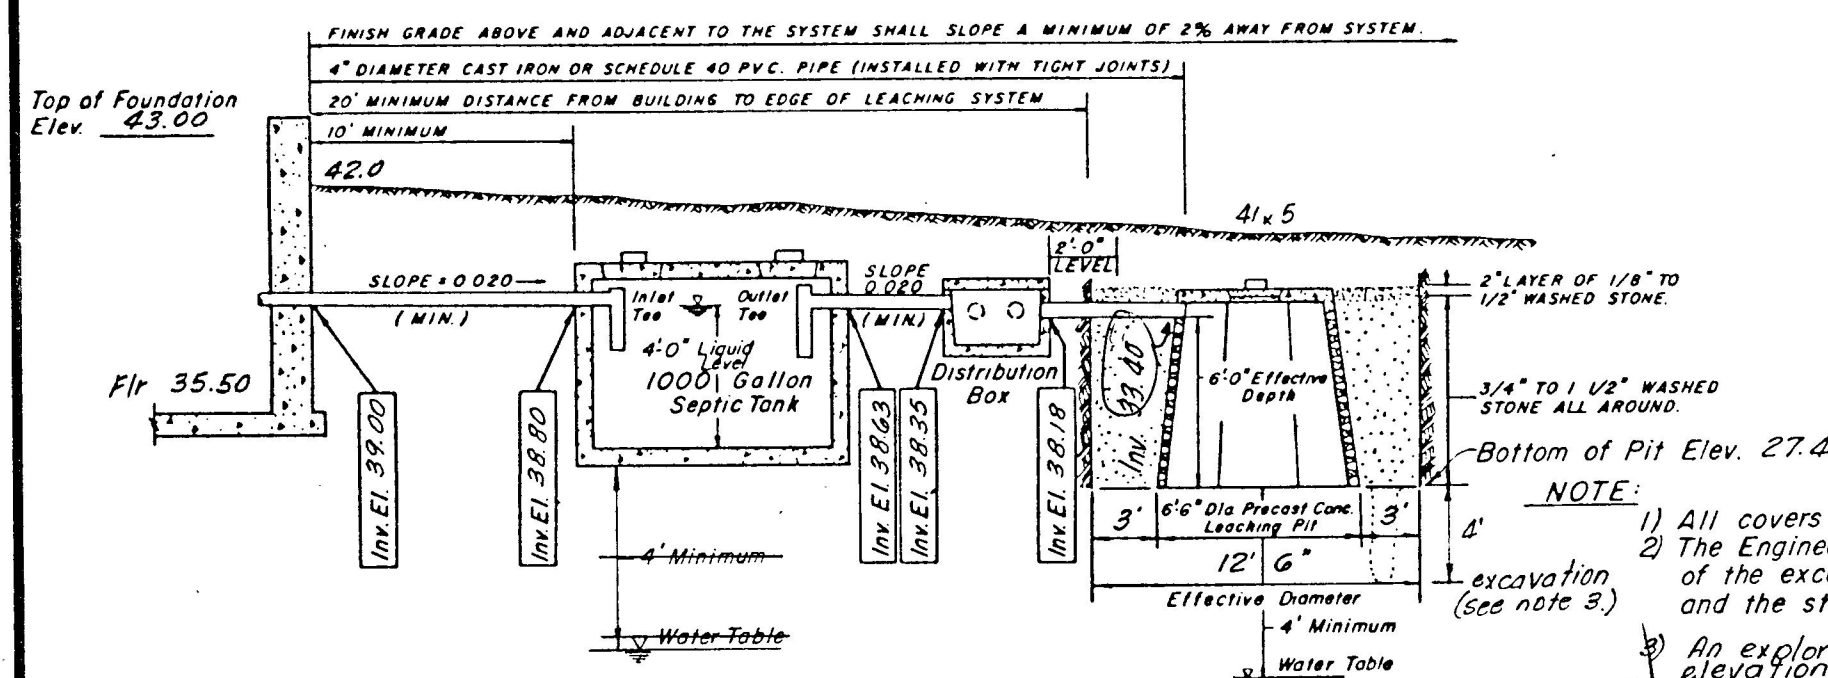 FINISH GRADE ABOVE AND ADJACENT TO THE SYSTEM SHALL SLOPE A MINIMUM OF 2% AWAY FROM SYSTEM.
4" DIAMETER CAST IRON OR SCHEDULE 40 PVC. PIPE (INSTALLED WITH TIGHT JOINTS)
20' MINIMUM DISTANCE FROM BUILDING TO EDGE OF LEACHING SYSTEM
10' MINIMUM
Top of Foundation
Elev. 43.00
42.0
41x5
2'-0"
LEVEL
SLOPE = 0.020
(MIN.)
Inlet
Tee
Outlet
Tee
4'-0" Liquid
Level
1000 Gallon
Septic Tank
SLOPE
0.020
(MIN.)
Distribution
Box
2" LAYER OF 1/8" TO
1/2" WASHED STONE.
3/4" TO 1 1/2" WASHED
STONE ALL AROUND.
6'-0" Effective
Depth
Inv. 33.40
Flr 35.50
Inv. El. 39.00
Inv. El. 38.80
Inv. El. 38.63
Inv. El. 38.35
Inv. El. 38.18
Bottom of Pit Elev. 27.4
3'
6'-6" Dia. Precast Conc.
Leaching Pit
3'
12' 6"
Effective Diameter
4'
excavation
(see note 3.)
4' Minimum
Water Table
4' Minimum
Water Table
NOTE:
1) All covers
2) The Engine
of the exc
and the st
3) An explor
elevation